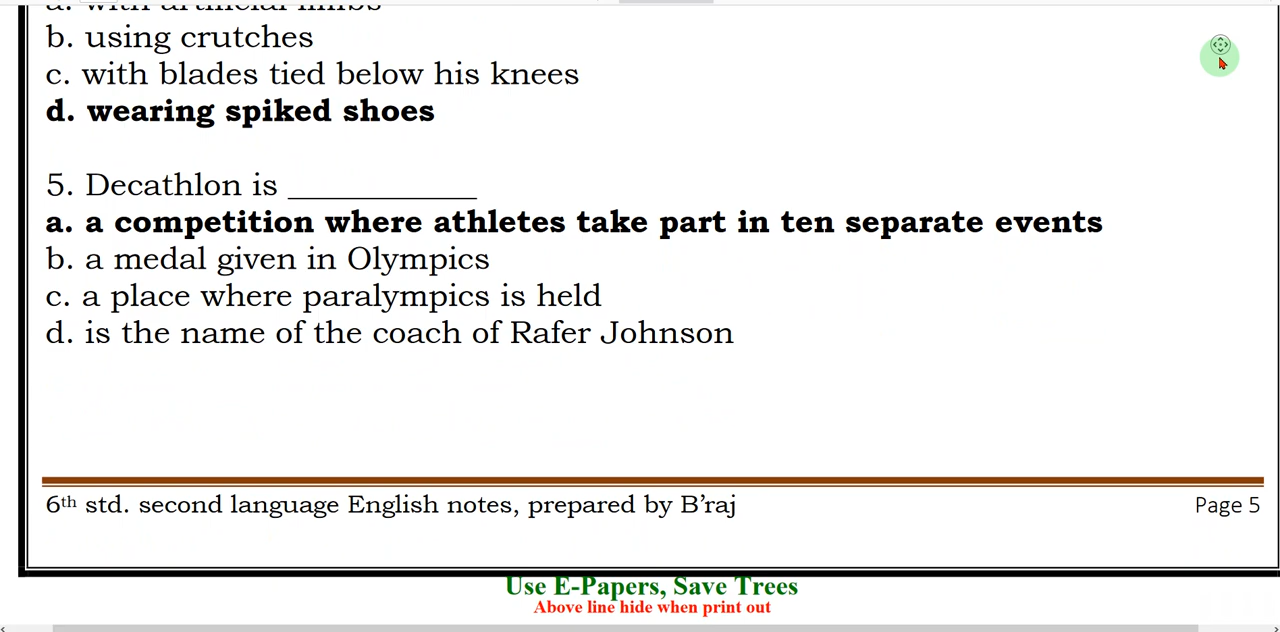 a. with artificial limbs
b. using crutches
c. with blades tied below his knees
d. wearing spiked shoes
5. Decathlon is ___________
a. a competition where athletes take part in ten separate events
b. a medal given in Olympics
c. a place where paralympics is held
d. is the name of the coach of Rafer Johnson
6th std. second language English notes, prepared by B’raj
Page 5
Use E-Papers, Save Trees
Above line hide when print out